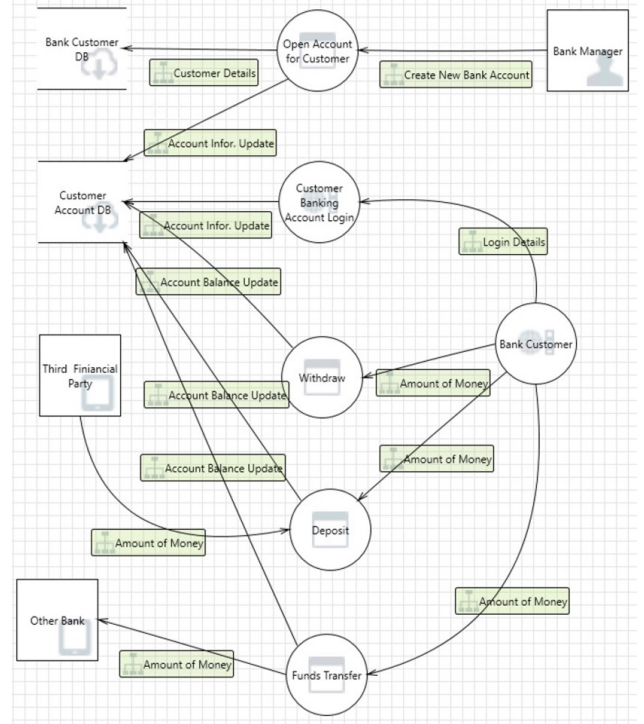 Bank Customer
DB
Open Account
for Customer
Bank Manager
Customer Details
Create New Bank Account
Account Infor. Update
Customer
Account DB
Customer
Banking
Account Login
Account Infor. Update
Login Details
Account Balance Update
Bank Customer
Third Finiancial
Party
Withdraw
Amount of Money
Account Balance Update
Amount of Money
Account Balance Update
Deposit
Amount of Money
Amount of Money
Other Bank
Amount of Money
Funds Transfer